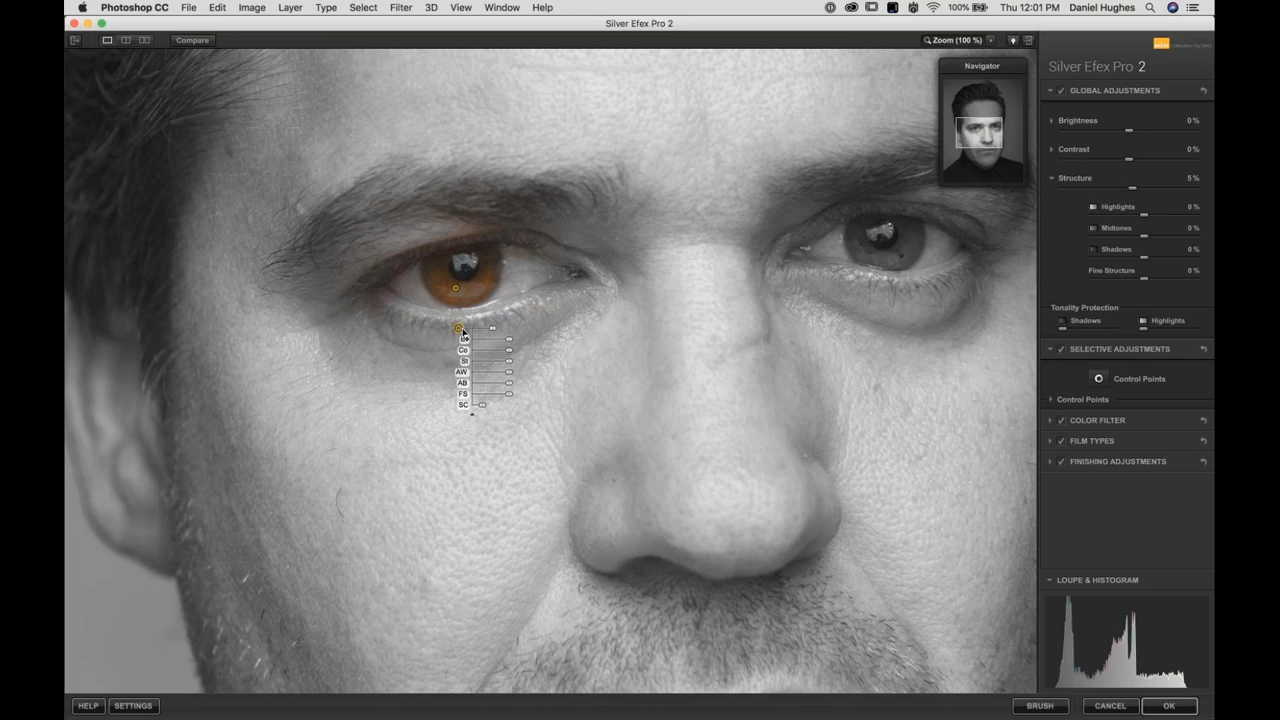 Photoshop CC File Edit Image Layer Type Select Filter 3D View Window Help 100% Thu 12:01 PM Daniel Hughes
Silver Efex Pro 2
Compare Zoom (100 %)
Navigator
Silver Efex Pro 2
GLOBAL ADJUSTMENTS
Brightness 0 %
Contrast 0 %
Structure 5 %
Highlights 0 %
Midtones 0 %
Shadows 0 %
Fine Structure 0 %
Tonality Protection
Shadows Highlights
SELECTIVE ADJUSTMENTS
Control Points
Control Points
COLOR FILTER
FILM TYPES
FINISHING ADJUSTMENTS
Co
St
AW
AB
FS
SC
LOUPE & HISTOGRAM
HELP SETTINGS BRUSH CANCEL OK